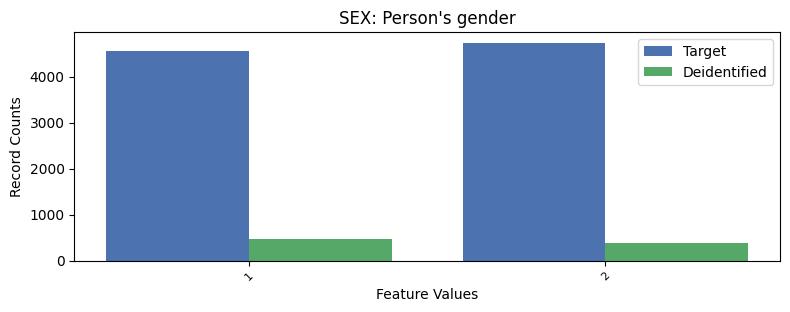 SEX: Person's gender
Target
Deidentified
Record Counts
4000
3000
2000
1000
0
1
2
Feature Values